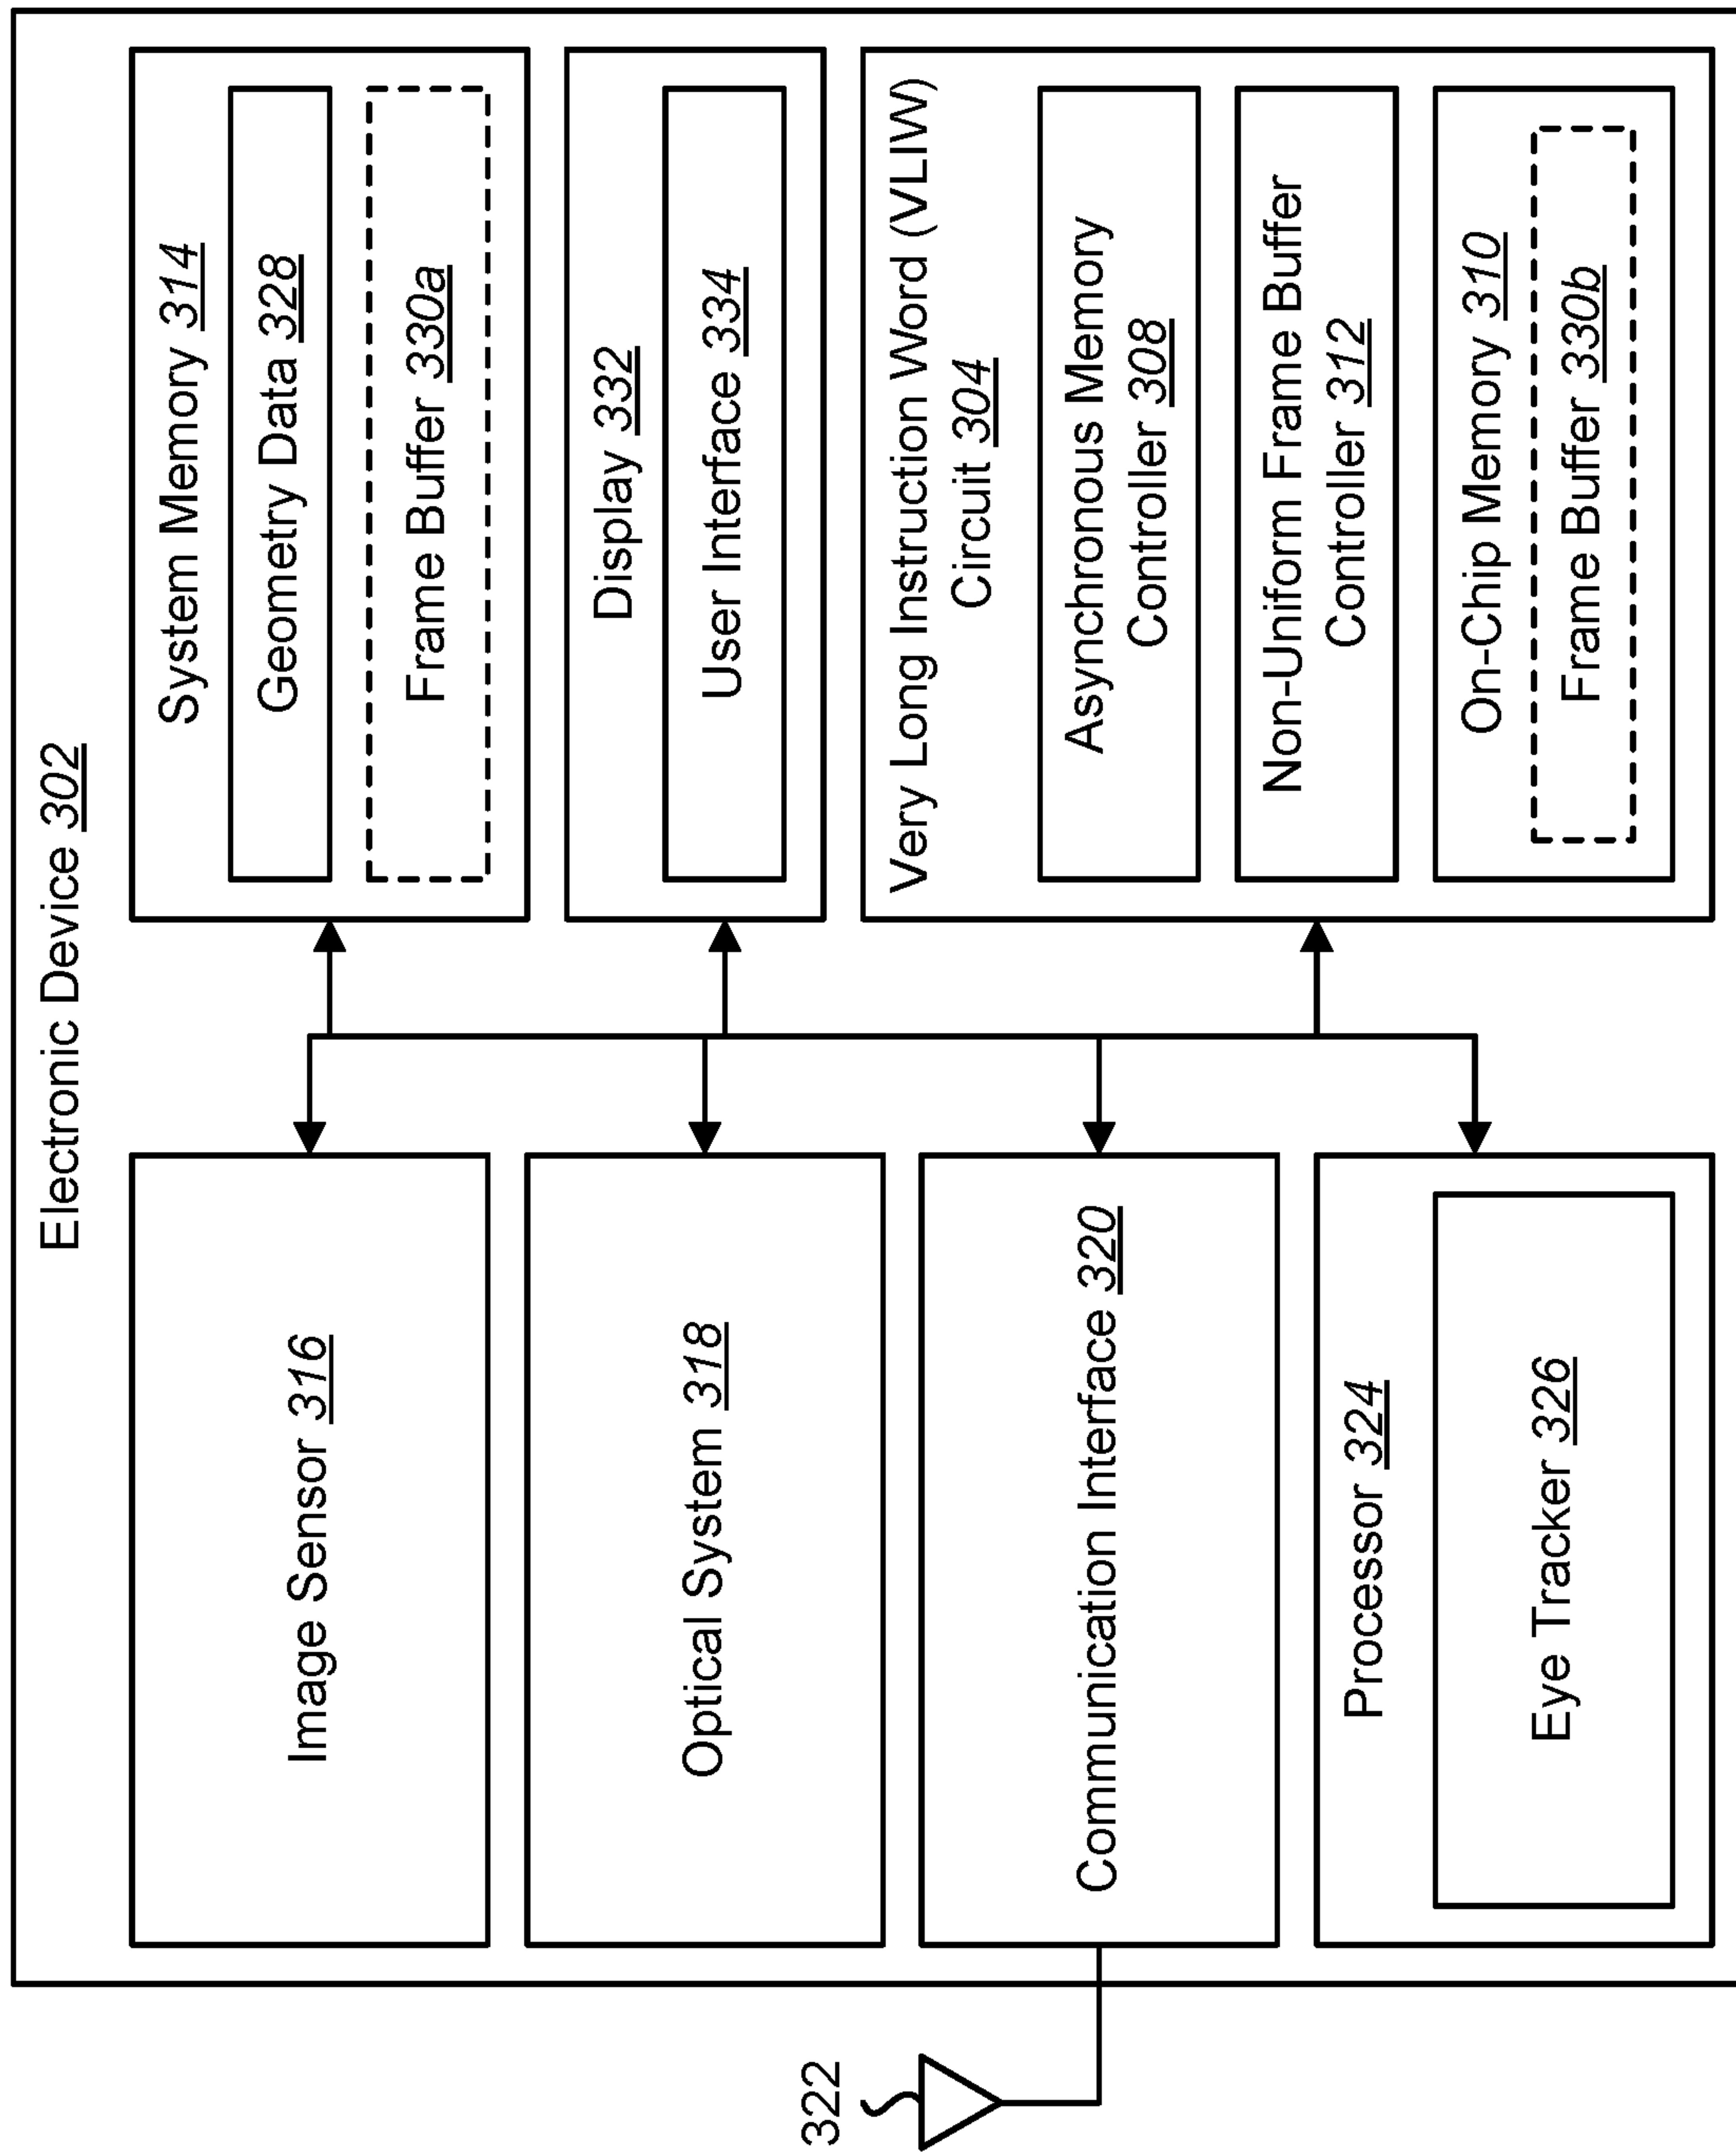 Electronic Device 302
Image Sensor 316
Optical System 318
Communication Interface 320
Processor 324
Eye Tracker 326
322
System Memory 314
Geometry Data 328
Frame Buffer 330a
Display 332
User Interface 334
Very Long Instruction Word (VLIW)
Circuit 304
Asynchronous Memory
Controller 308
Non-Uniform Frame Buffer
Controller 312
On-Chip Memory 310
Frame Buffer 330b